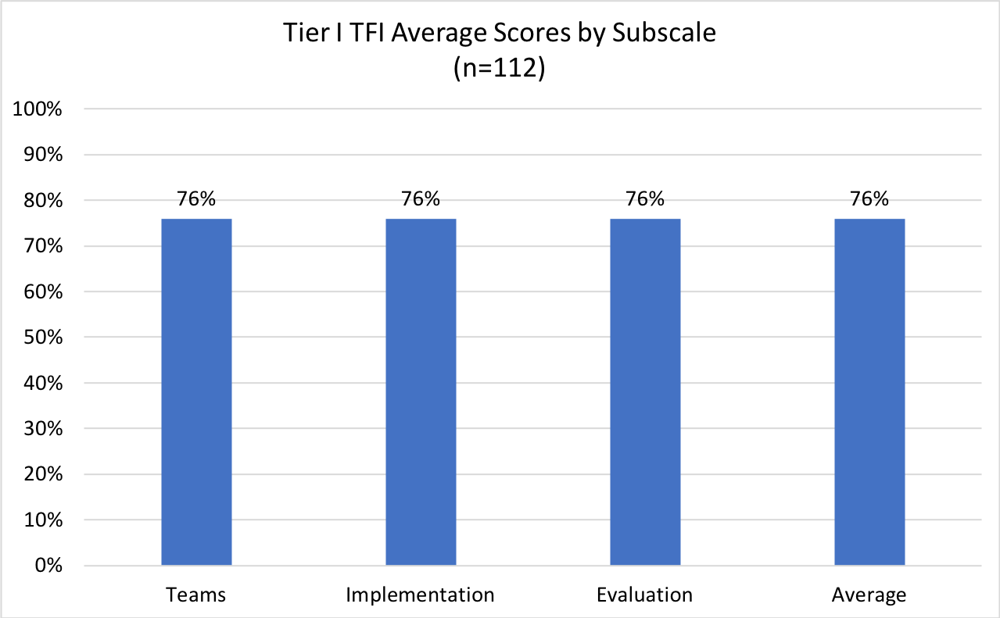 Tier I TFI Average Scores by Subscale
(n=112)
100%
90%
80%
70%
60%
50%
40%
30%
20%
10%
0%
76%
76%
76%
76%
Teams
Implementation
Evaluation
Average